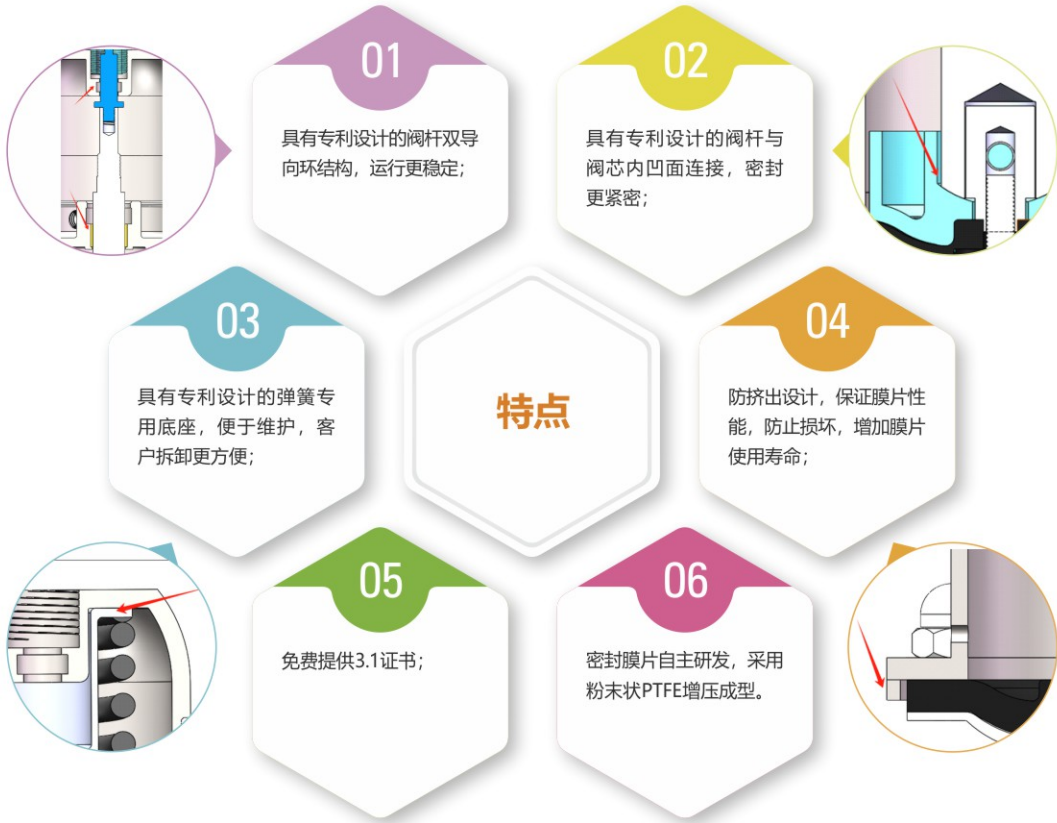 01
具有专利设计的阀杆双导
向环结构，运行更稳定；
02
具有专利设计的阀杆与
阀芯内凹面连接，密封
更紧密；
03
具有专利设计的弹簧专
用底座，便于维护，客
户拆卸更方便；
特点
04
防挤出设计，保证膜片性
能，防止损坏，增加膜片
使用寿命；
05
免费提供3.1证书；
06
密封膜片自主研发，采用
粉末状PTFE增压成型。